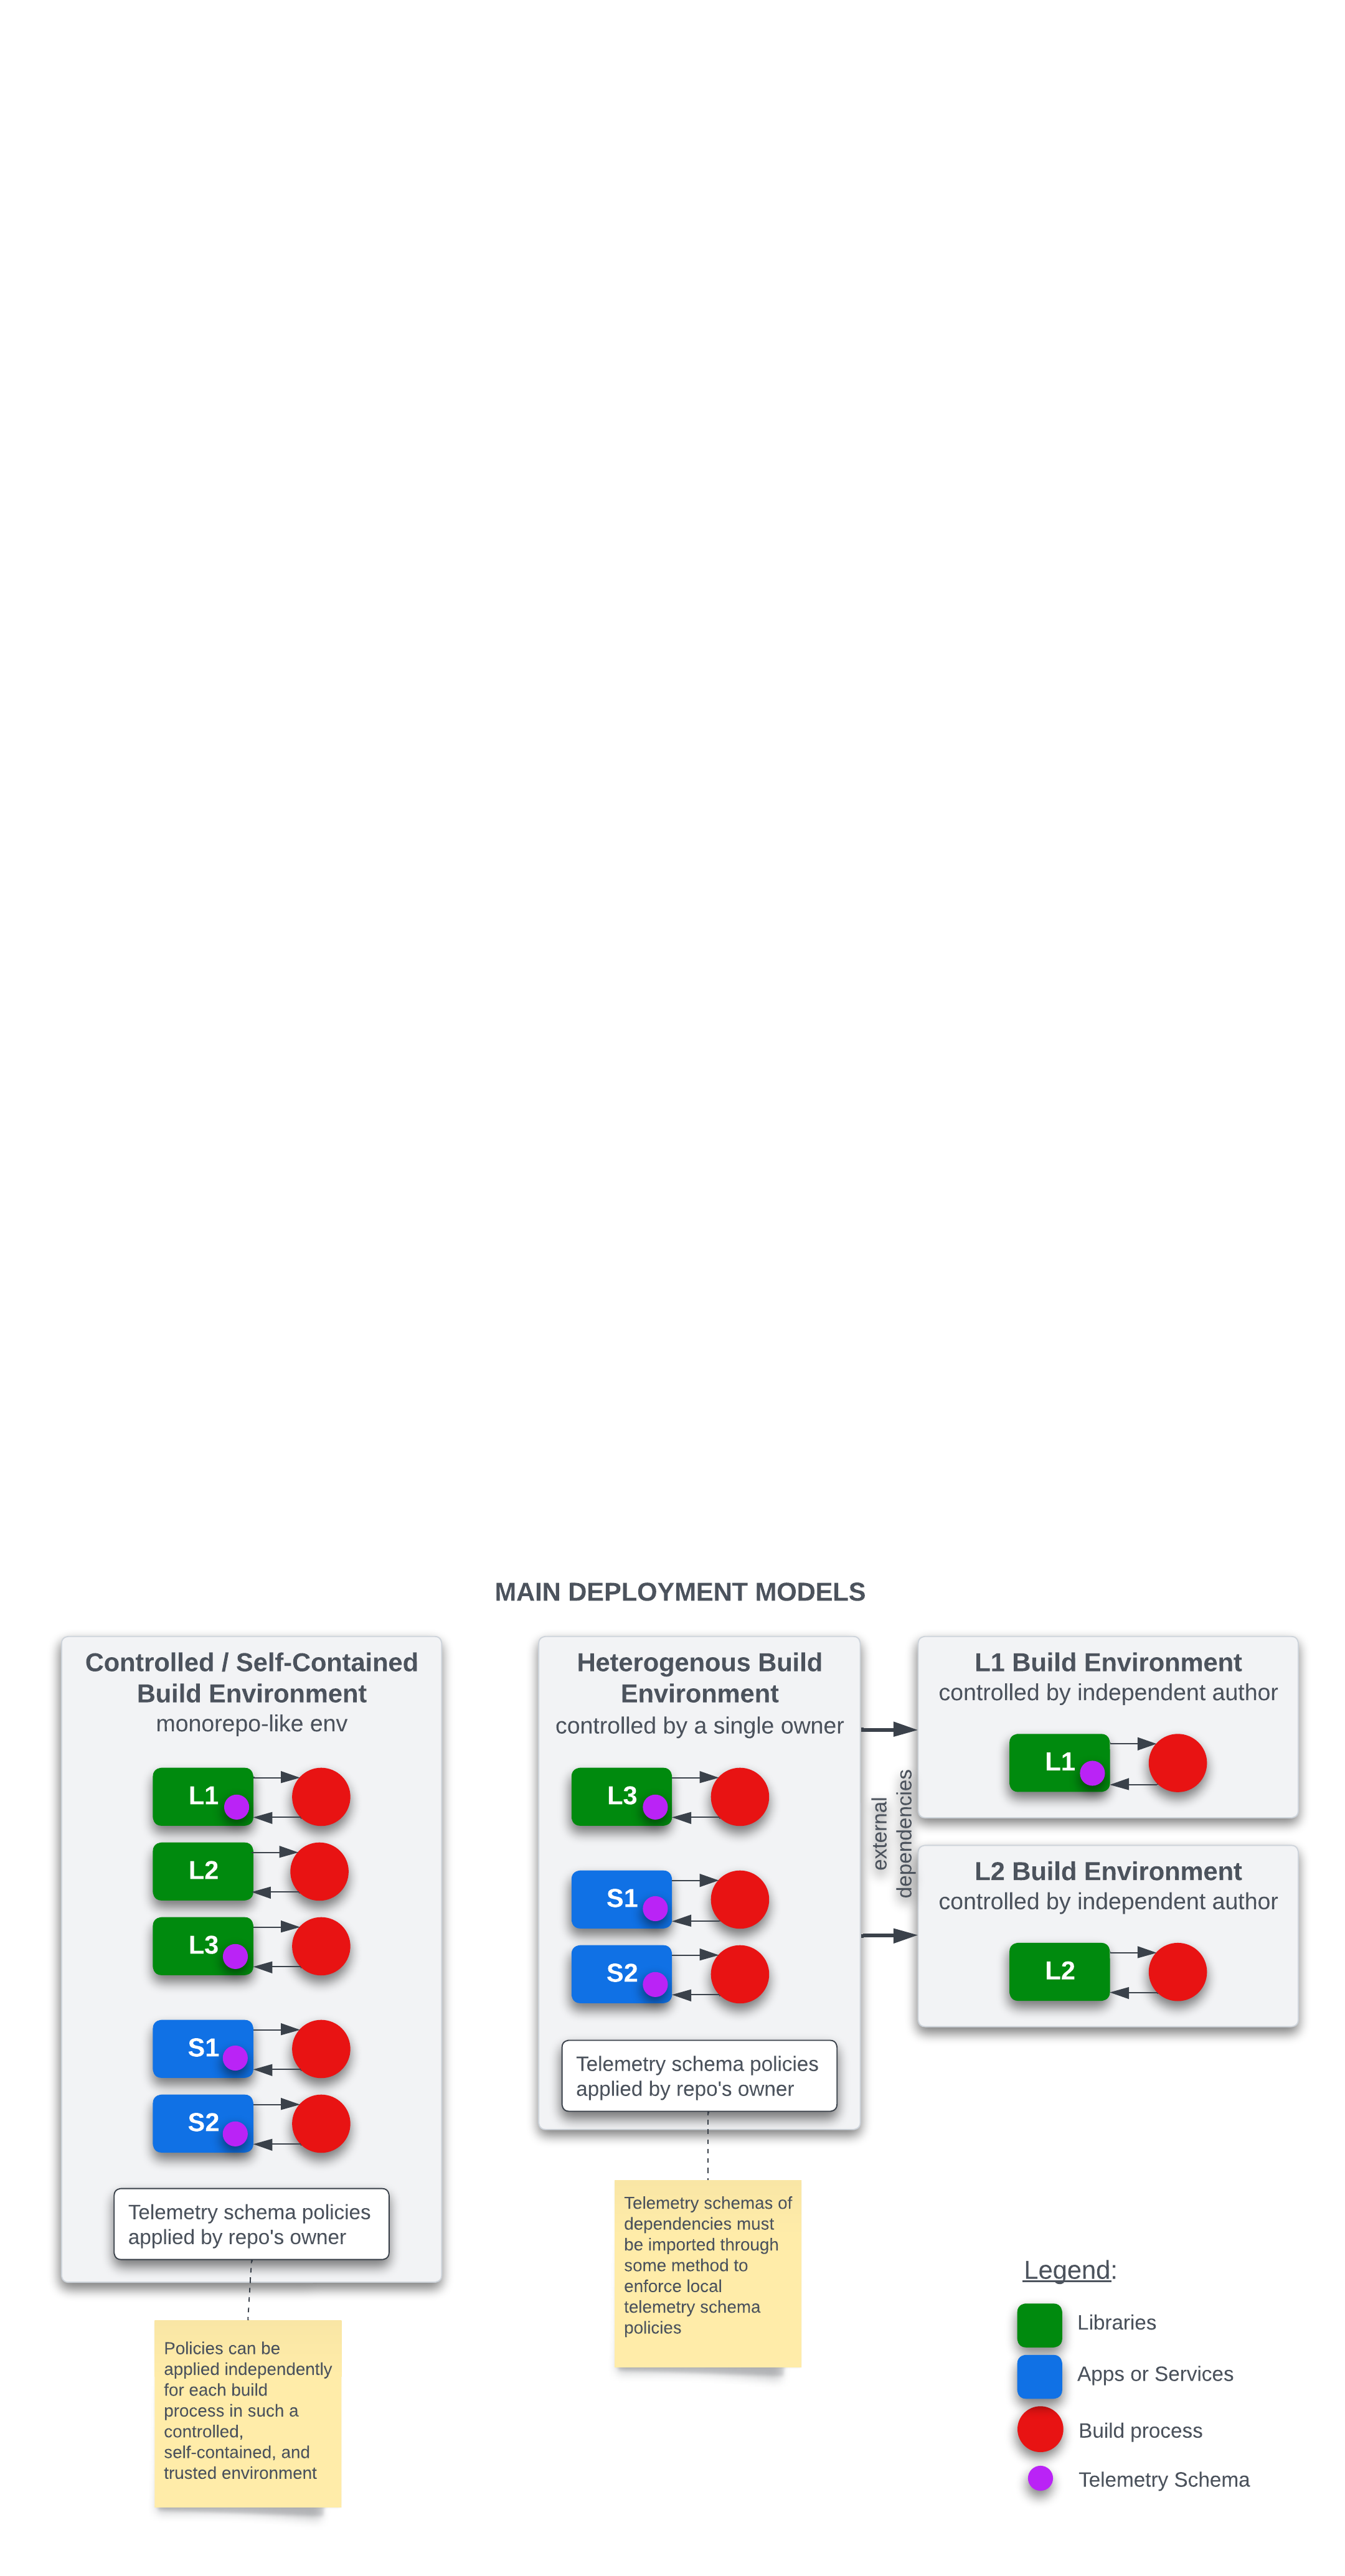 MAIN DEPLOYMENT MODELS
Controlled / Self-Contained
Build Environment
monorepo-like env
L1
L2
L3
S1
S2
Telemetry schema policies
applied by repo's owner
Policies can be
applied independently
for each build
process in such a
controlled,
self-contained, and
trusted environment
Heterogenous Build
Environment
controlled by a single owner
L3
S1
S2
Telemetry schema policies
applied by repo's owner
Telemetry schemas of
dependencies must
be imported through
some method to
enforce local
telemetry schema
policies
external
dependencies
L1 Build Environment
controlled by independent author
L1
L2 Build Environment
controlled by independent author
L2
Legend:
Libraries
Apps or Services
Build process
Telemetry Schema